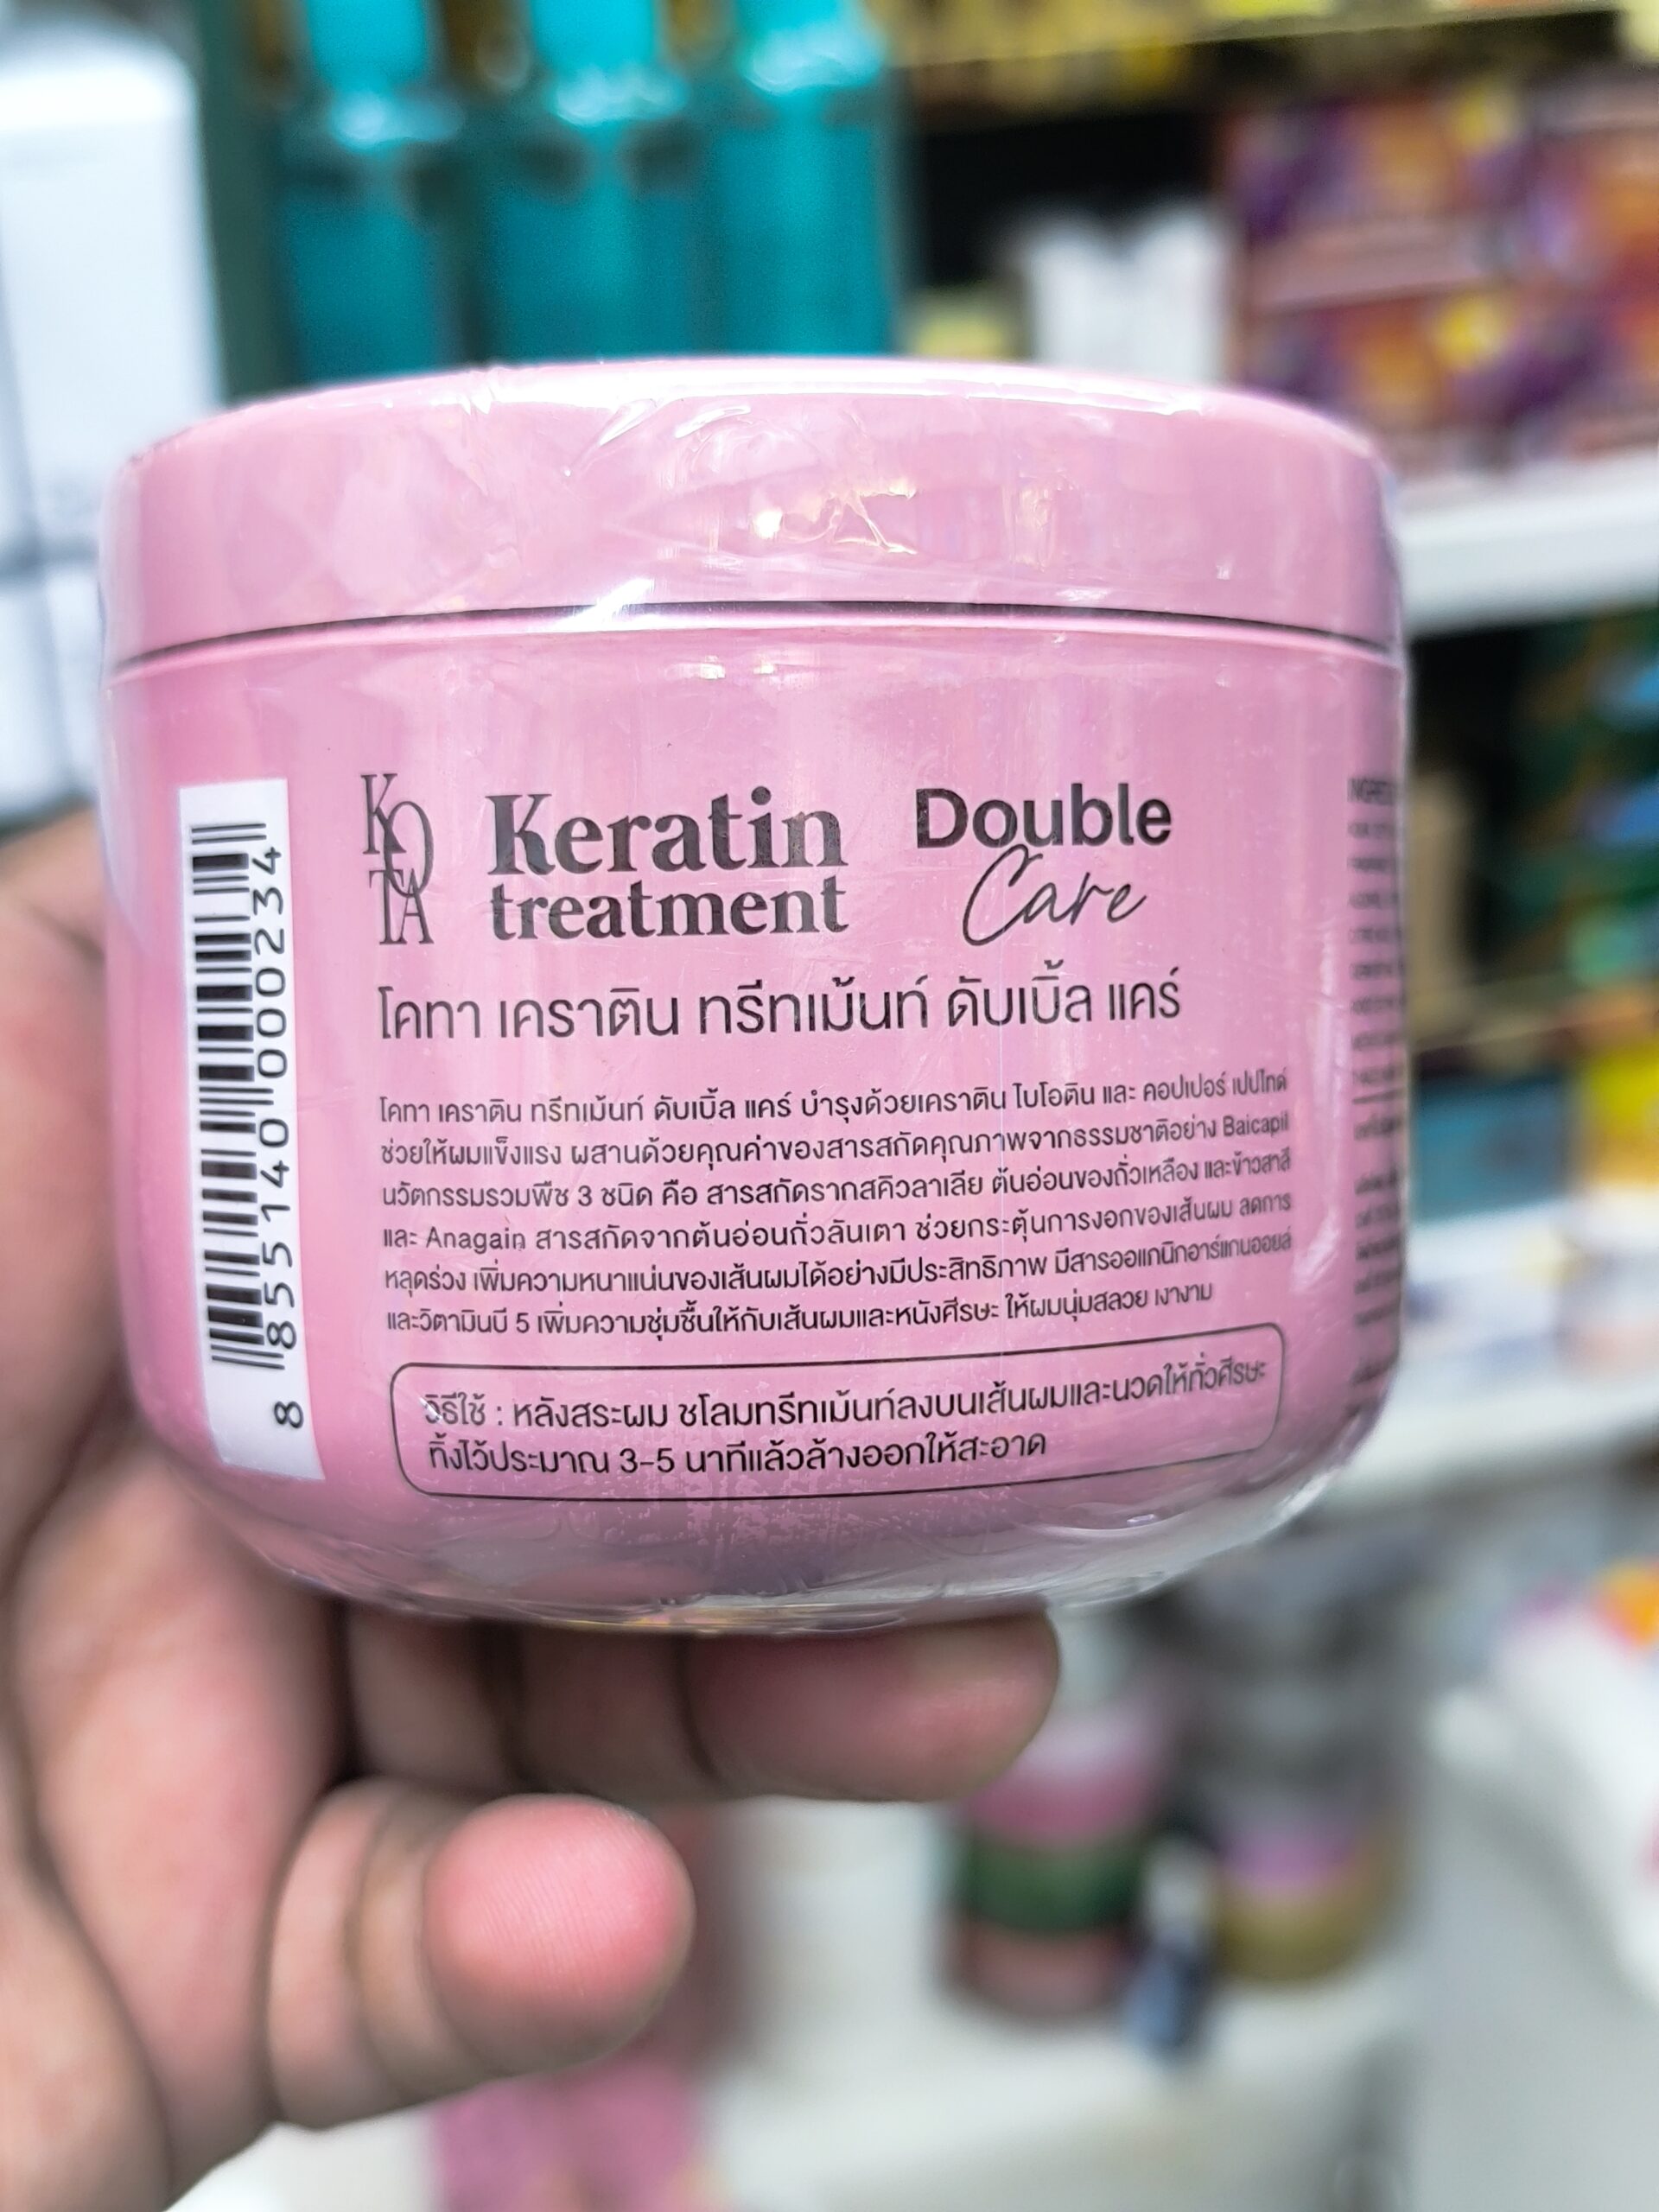 KOTA
Keratin
treatment
Double
Care
โคทา เคราติน ทรีทเม้นท์ ดับเบิ้ล แคร์
โคทา เคราติน ทรีทเม้นท์ ดับเบิ้ล แคร์ บำรุงด้วยเคราติน ไบโอติน และ คอปเปอร์ เปปไทด์
ช่วยให้ผมแข็งแรง ผสานด้วยคุณค่าของสารสกัดคุณภาพจากธรรมชาติอย่าง Baicapil
นวัตกรรมรวมพืช 3 ชนิด คือ สารสกัดรากสคิวลาเลีย ต้นอ่อนของถั่วเหลือง และข้าวสาลี
และ Anagain สารสกัดจากต้นอ่อนถั่วลันเตา ช่วยกระตุ้นการงอกของเส้นผม ลดการ
หลุดร่วง เพิ่มความหนาแน่นของเส้นผมได้อย่างมีประสิทธิภาพ มีสารออแกนิกอาร์แกนออยล์
และวิตามินบี 5 เพิ่มความชุ่มชื้นให้กับเส้นผมและหนังศีรษะ ให้ผมนุ่มสลวย เงางาม
วิธีใช้ : หลังสระผม ชโลมทรีทเม้นท์ลงบนเส้นผมและนวดให้ทั่วศีรษะ
ทิ้งไว้ประมาณ 3-5 นาทีแล้วล้างออกให้สะอาด
8 855140 000234